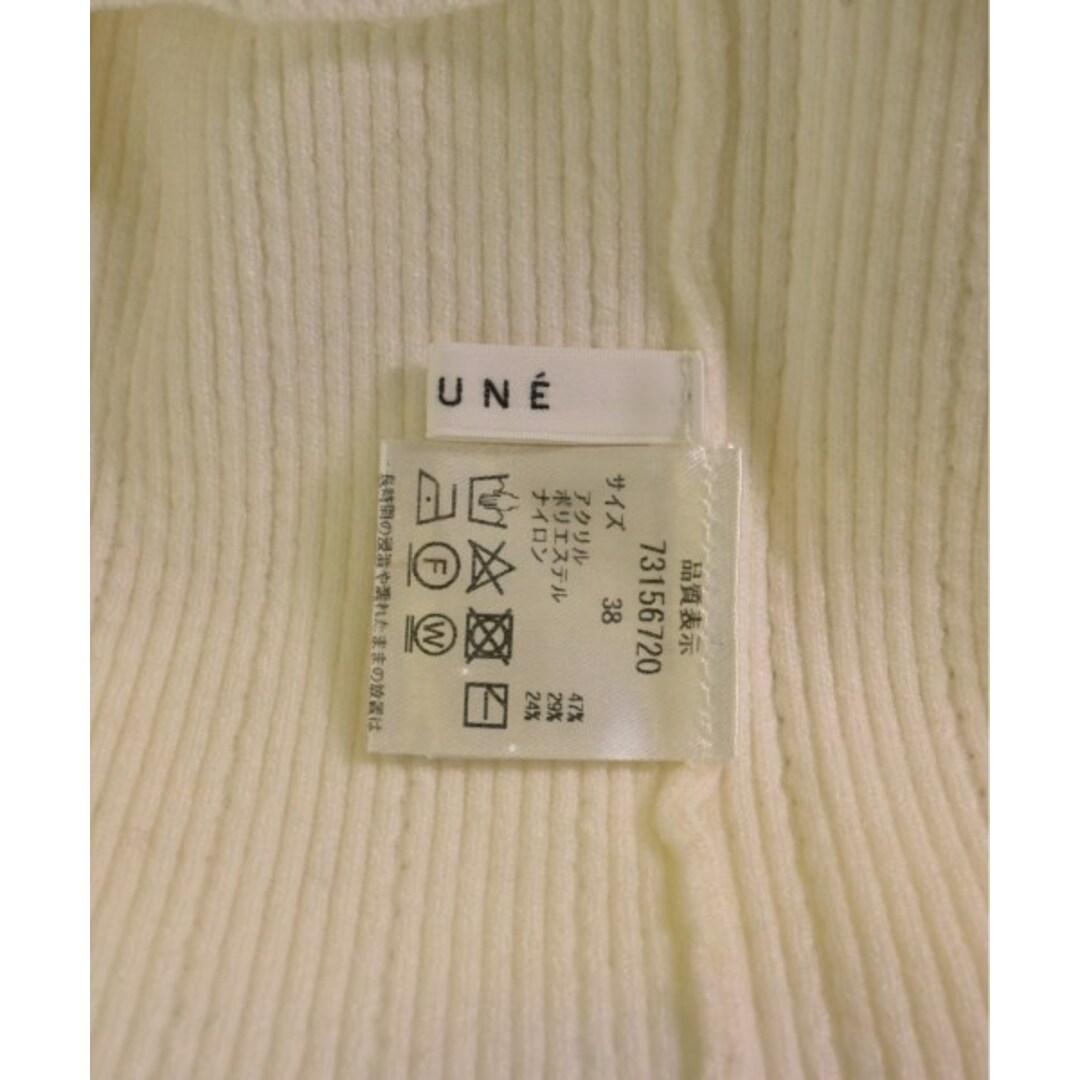 UNÉ
品質表示
73156720
サイズ 38
アクリル 47%
ポリエステル 29%
ナイロン 24%
F
W
長時間の浸漬や濡れたままの放置は